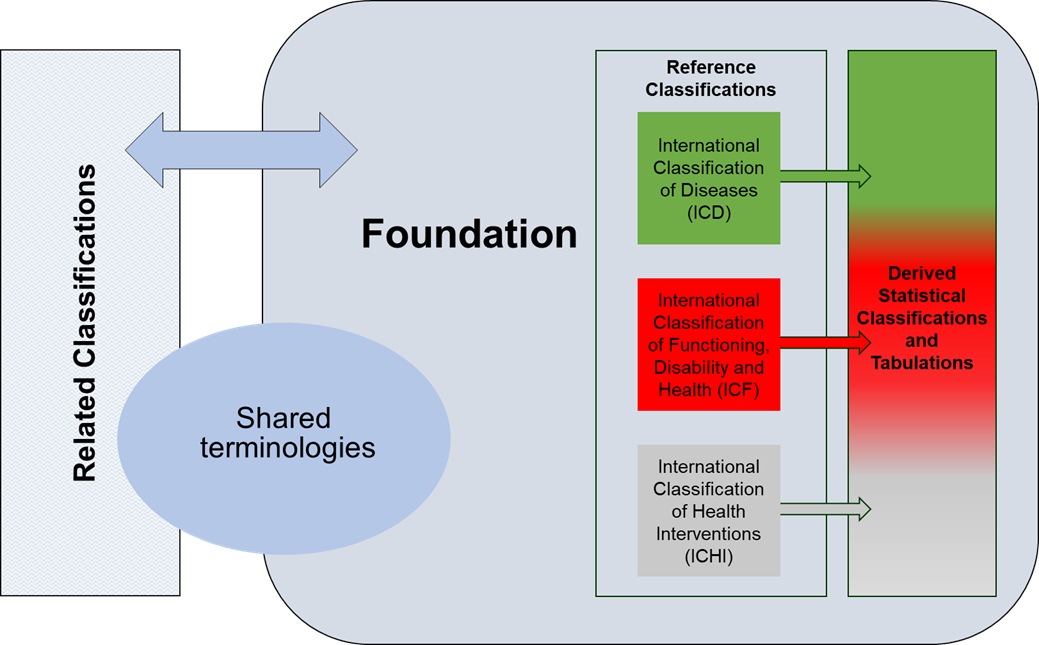 Related Classifications
Foundation
Shared
terminologies
Reference
Classifications
International
Classification
of Diseases
(ICD)
International
Classification
of Functioning,
Disability and
Health (ICF)
International
Classification
of Health
Interventions
(ICHI)
Derived
Statistical
Classifications
and
Tabulations